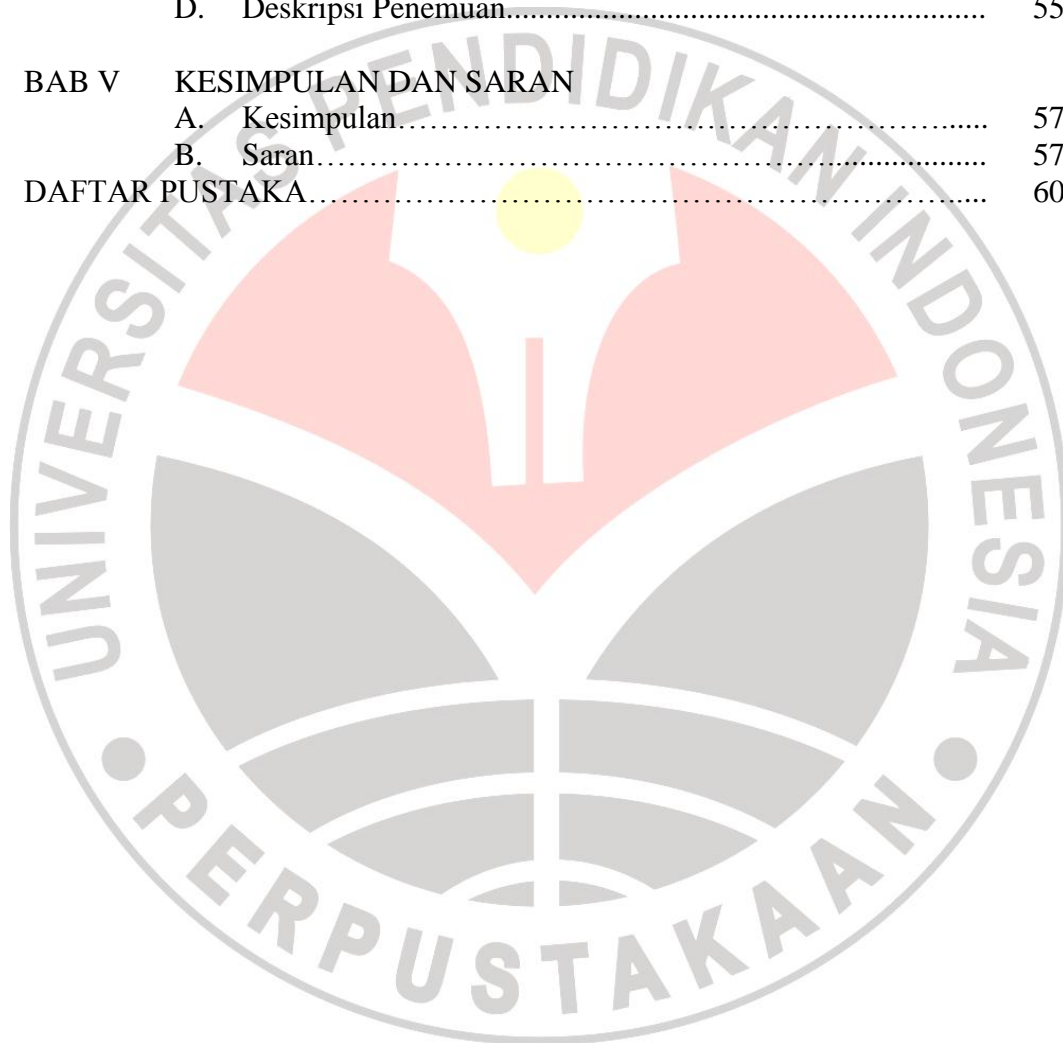 D. Deskripsi Penemuan.................................................................... 55
BAB V KESIMPULAN DAN SARAN
A. Kesimpulan……………………………………………...... 57
B. Saran………………………………………...................... 57
DAFTAR PUSTAKA……………………………………………………..... 60
UNIVERSITAS PENDIDIKAN INDONESIA
PERPUSTAKAAN